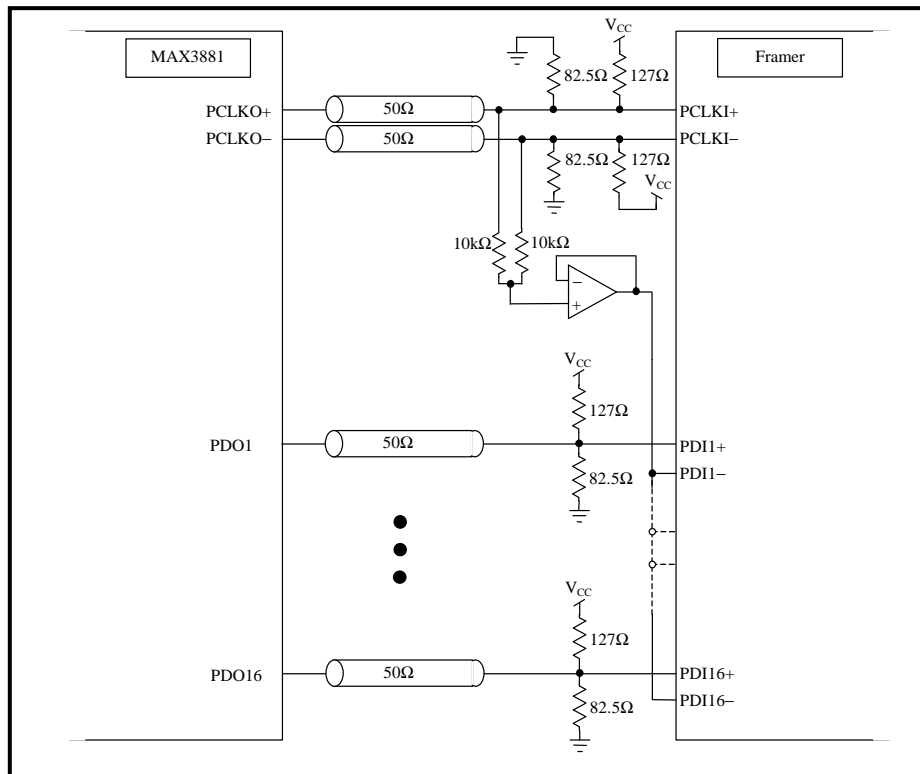 MAX3881
Framer
V_CC
82.5Ω
127Ω
PCLKO+
50Ω
PCLKI+
PCLKO−
50Ω
PCLKI−
82.5Ω
127Ω
V_CC
10kΩ
10kΩ
−
+
V_CC
127Ω
PDO1
50Ω
PDI1+
82.5Ω
PDI1−
V_CC
127Ω
PDO16
50Ω
PDI16+
82.5Ω
PDI16−